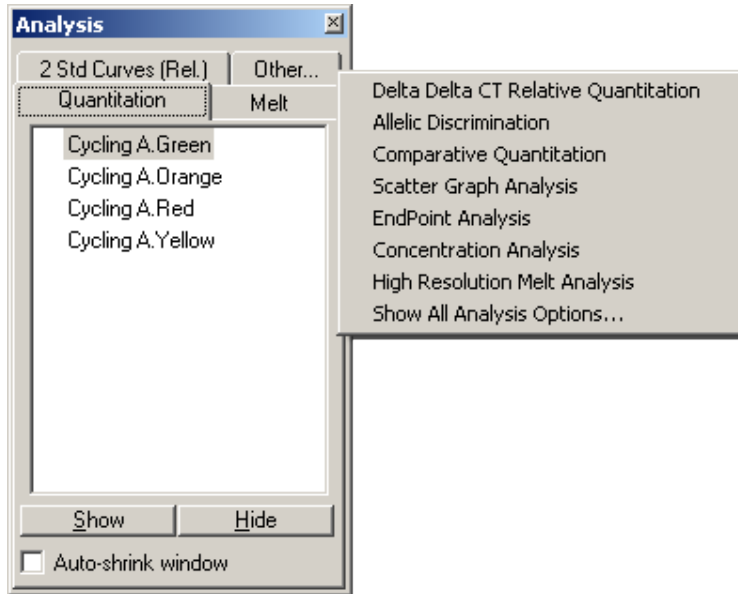 Analysis
2 Std Curves (Rel.) Other...
Quantitation Melt
Cycling A.Green
Cycling A.Orange
Cycling A.Red
Cycling A.Yellow
Show Hide
Auto-shrink window
Delta Delta CT Relative Quantitation
Allelic Discrimination
Comparative Quantitation
Scatter Graph Analysis
EndPoint Analysis
Concentration Analysis
High Resolution Melt Analysis
Show All Analysis Options...